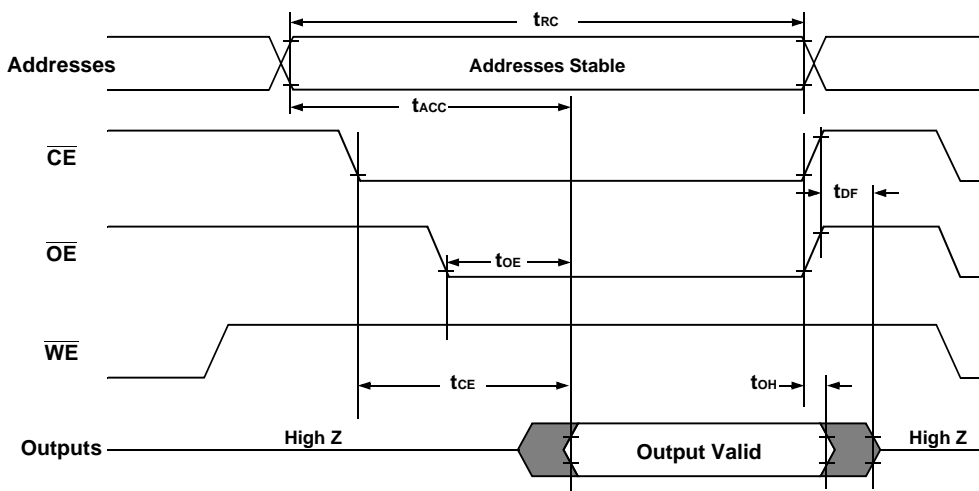 tRC
Addresses
Addresses Stable
tACC
CE
tDF
OE
tOE
WE
tCE
tOH
Outputs
High Z
Output Valid
High Z